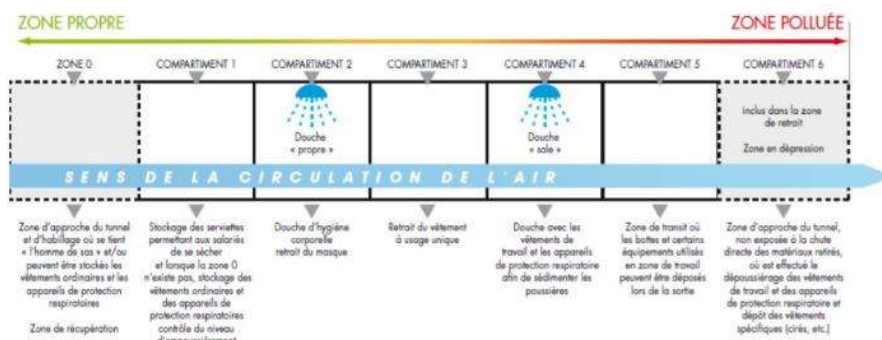 ZONE PROPRE
ZONE POLLUÉE
ZONE 0
COMPARTIMENT 1
COMPARTIMENT 2
COMPARTIMENT 3
COMPARTIMENT 4
COMPARTIMENT 5
COMPARTIMENT 6
Douche
« propre »
Douche
« sale »
inclus dans la zone
de retrait
Zone en dépression
SENS DE LA CIRCULATION DE L'AIR
Zone d'approche du tunnel
et d'habillage où se tient
« l'homme de sas » et/ou
peuvent être stockés les
vêtements ordinaires et les
appareils de protection
respiratoires
Zone de récupération
Stockage des serviettes
permettant aux salariés
de se sécher
et lorsque la zone 0
n'existe pas, stockage des
vêtements ordinaires et
des appareils de
protection respiratoires
contrôle du niveau
d'empoussièrement
Douche d'hygiène
corporelle
retrait du masque
Retrait du vêtement
à usage unique
Douche avec les
vêtements de
travail et les appareils
de protection respiratoire
afin de sédimenter les
poussières
Zone de transit où
les bottes et certains
équipements utilisés
en zone de travail
peuvent être déposés
lors de la sortie
Zone d'approche du tunnel,
non exposée à la chute
directe des matériaux retirés,
où est effectué le
dépoussiérage des vêtements
de travail et des appareils
de protection respiratoire et
dépôt des vêtements
spécifiques (cirés, etc.)